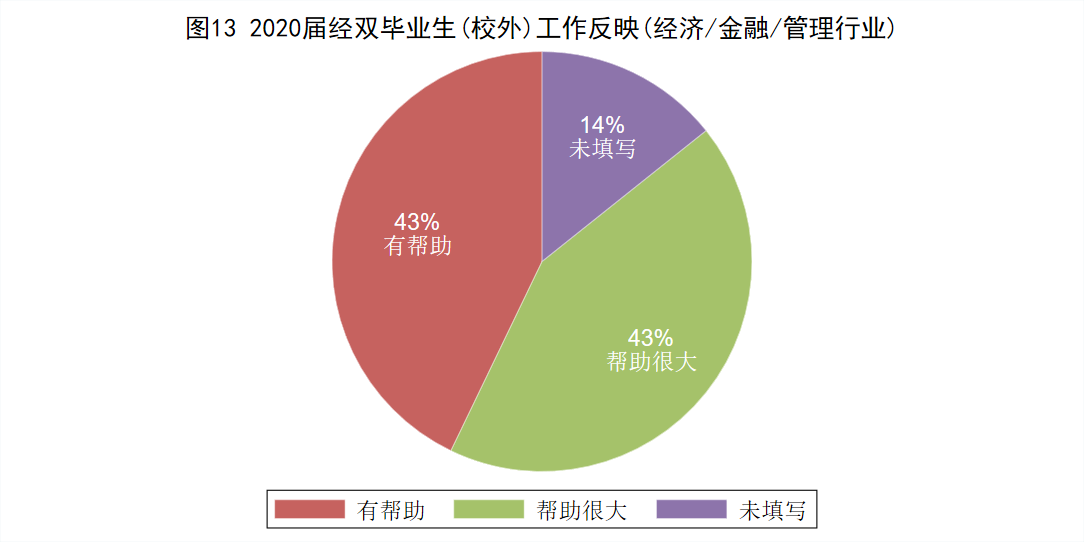 图13 2020届经双毕业生(校外)工作反映(经济/金融/管理行业)
14%
未填写
43%
有帮助
43%
帮助很大
有帮助 帮助很大 未填写